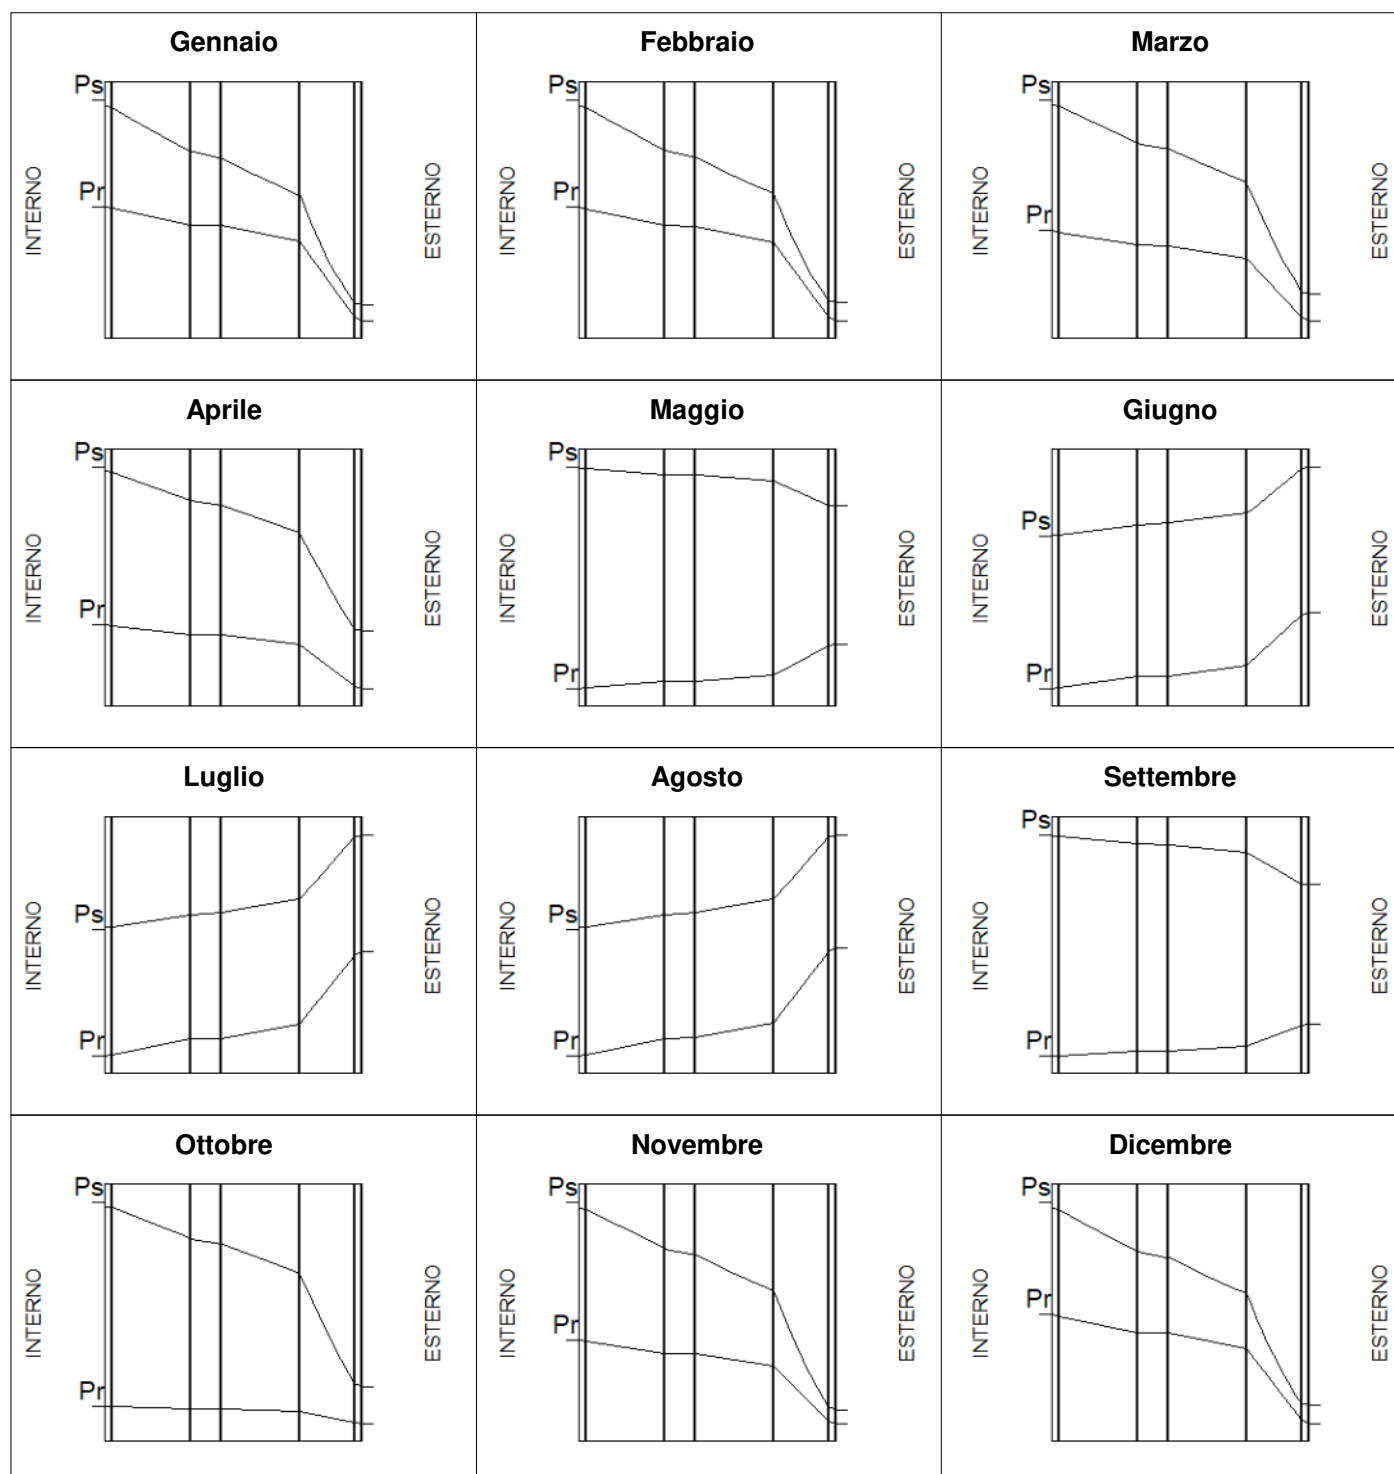 Gennaio
Ps
Pr
INTERNO
ESTERNO
Febbraio
Ps
Pr
INTERNO
ESTERNO
Marzo
Ps
Pr
INTERNO
ESTERNO
Aprile
Ps
Pr
INTERNO
ESTERNO
Maggio
Ps
Pr
INTERNO
ESTERNO
Giugno
Ps
Pr
INTERNO
ESTERNO
Luglio
Ps
Pr
INTERNO
ESTERNO
Agosto
Ps
Pr
INTERNO
ESTERNO
Settembre
Ps
Pr
INTERNO
ESTERNO
Ottobre
Ps
Pr
INTERNO
ESTERNO
Novembre
Ps
Pr
INTERNO
ESTERNO
Dicembre
Ps
Pr
INTERNO
ESTERNO